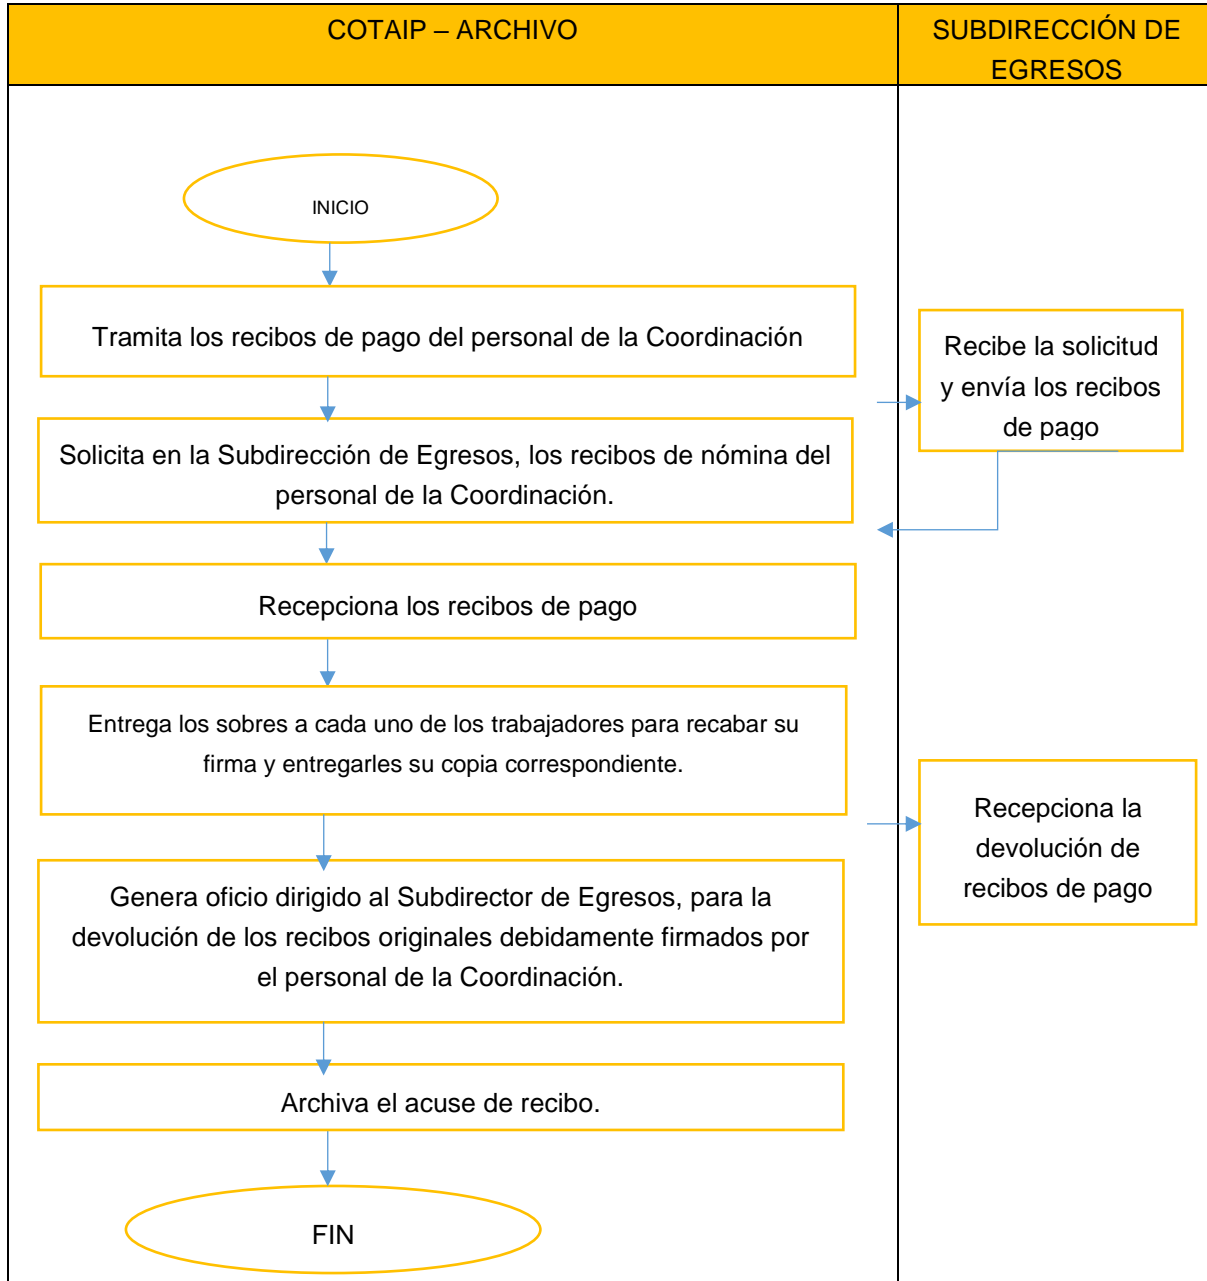 COTAIP – ARCHIVO
SUBDIRECCIÓN DE
EGRESOS
INICIO
Tramita los recibos de pago del personal de la Coordinación
Recibe la solicitud
y envía los recibos
de pago
Solicita en la Subdirección de Egresos, los recibos de nómina del
personal de la Coordinación.
Recepciona los recibos de pago
Entrega los sobres a cada uno de los trabajadores para recabar su
firma y entregarles su copia correspondiente.
Recepciona la
devolución de
recibos de pago
Genera oficio dirigido al Subdirector de Egresos, para la
devolución de los recibos originales debidamente firmados por
el personal de la Coordinación.
Archiva el acuse de recibo.
FIN